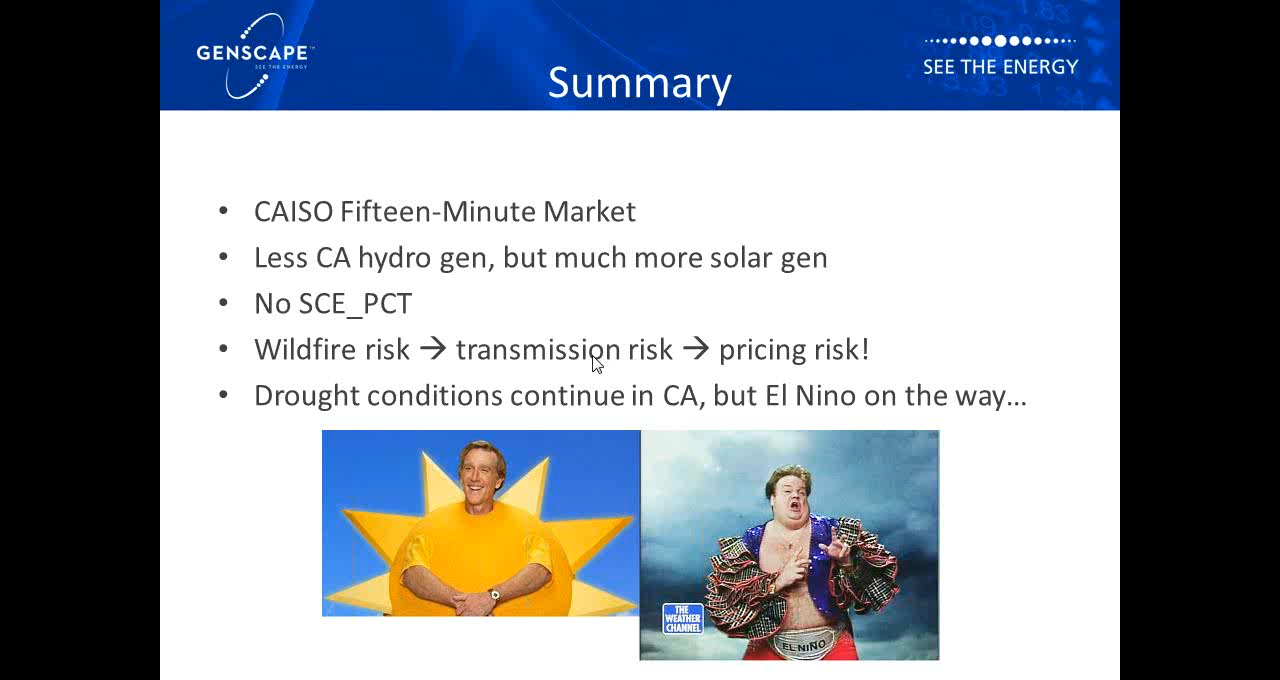 GENSCAPE™
SEE THE ENERGY
SEE THE ENERGY
Summary
• CAISO Fifteen-Minute Market
• Less CA hydro gen, but much more solar gen
• No SCE_PCT
• Wildfire risk → transmission risk → pricing risk!
• Drought conditions continue in CA, but El Nino on the way…
THE
WEATHER
CHANNEL
EL NIÑO